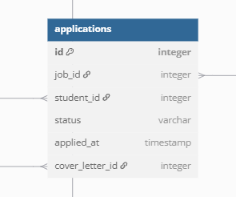 applications
id integer
job_id integer
student_id integer
status varchar
applied_at timestamp
cover_letter_id integer